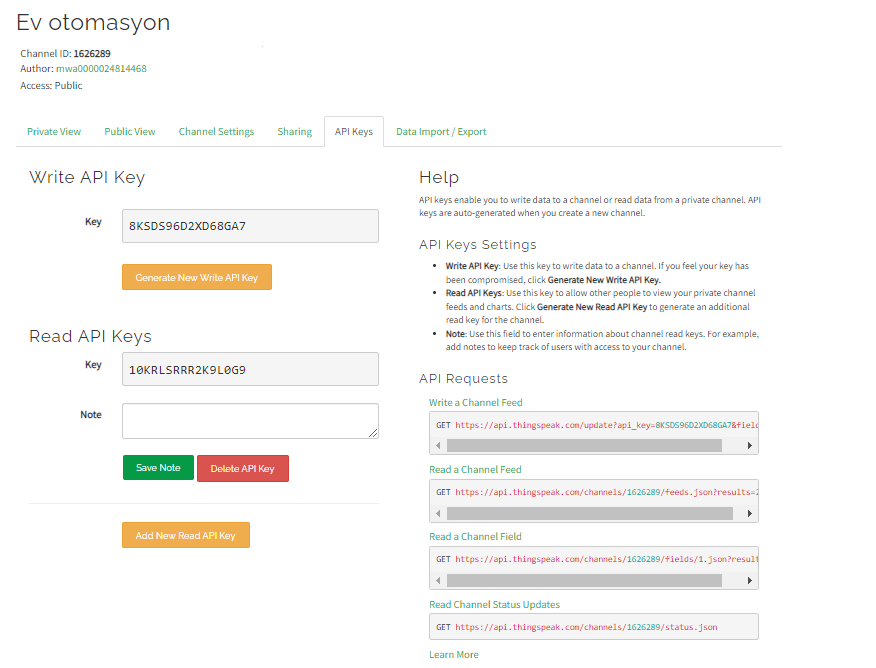 Ev otomasyon
Channel ID: 1626289
Author: mwa0000024814468
Access: Public
Private View
Public View
Channel Settings
Sharing
API Keys
Data Import / Export
Write API Key
Key
8KSDS96D2XD68GA7
Generate New Write API Key
Read API Keys
Key
10KRLSRRR2K9L0G9
Note
Save Note
Delete API Key
Add New Read API Key
Help
API keys enable you to write data to a channel or read data from a private channel. API
keys are auto-generated when you create a new channel.
API Keys Settings
• Write API Key: Use this key to write data to a channel. If you feel your key has
been compromised, click Generate New Write API Key.
• Read API Keys: Use this key to allow other people to view your private channel
feeds and charts. Click Generate New Read API Key to generate an additional
read key for the channel.
• Note: Use this field to enter information about channel read keys. For example,
add notes to keep track of users with access to your channel.
API Requests
Write a Channel Feed
GET https://api.thingspeak.com/update?api_key=8KSDS96D2XD68GA7&field
Read a Channel Feed
GET https://api.thingspeak.com/channels/1626289/feeds.json?results=2
Read a Channel Field
GET https://api.thingspeak.com/channels/1626289/fields/1.json?result
Read Channel Status Updates
GET https://api.thingspeak.com/channels/1626289/status.json
Learn More